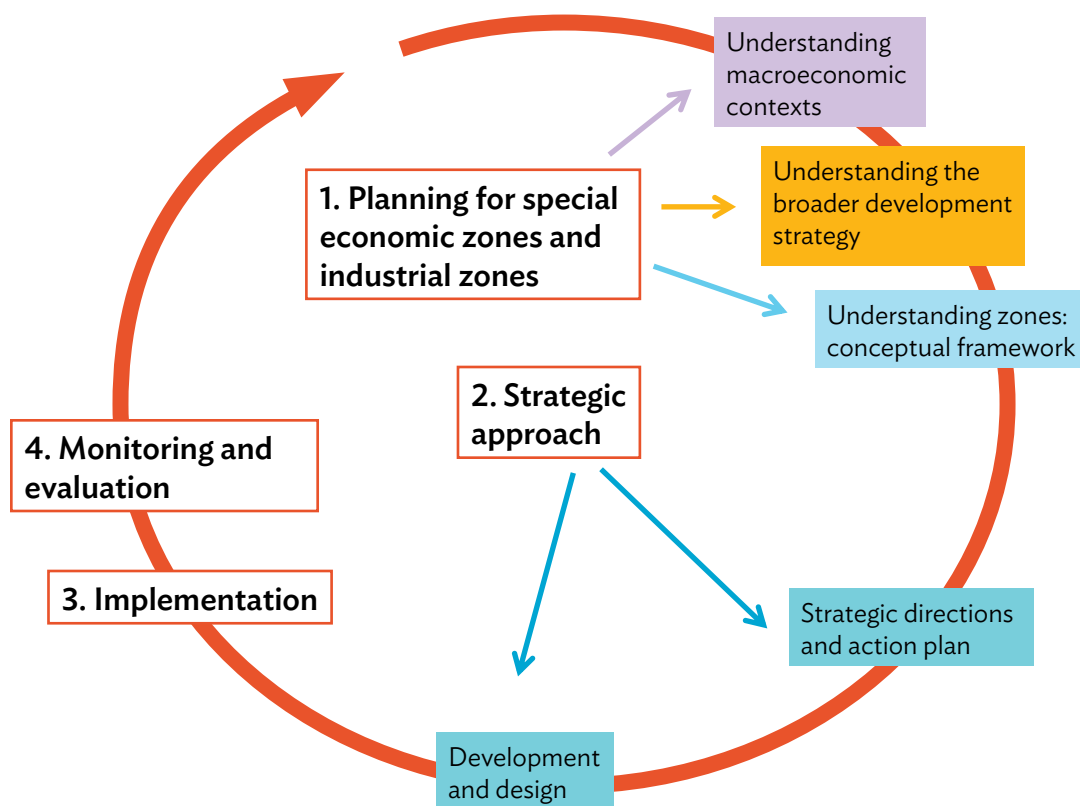 Understanding
macroeconomic
contexts
1. Planning for special
economic zones and
industrial zones
Understanding the
broader development
strategy
Understanding zones:
conceptual framework
2. Strategic
approach
4. Monitoring and
evaluation
3. Implementation
Strategic directions
and action plan
Development
and design